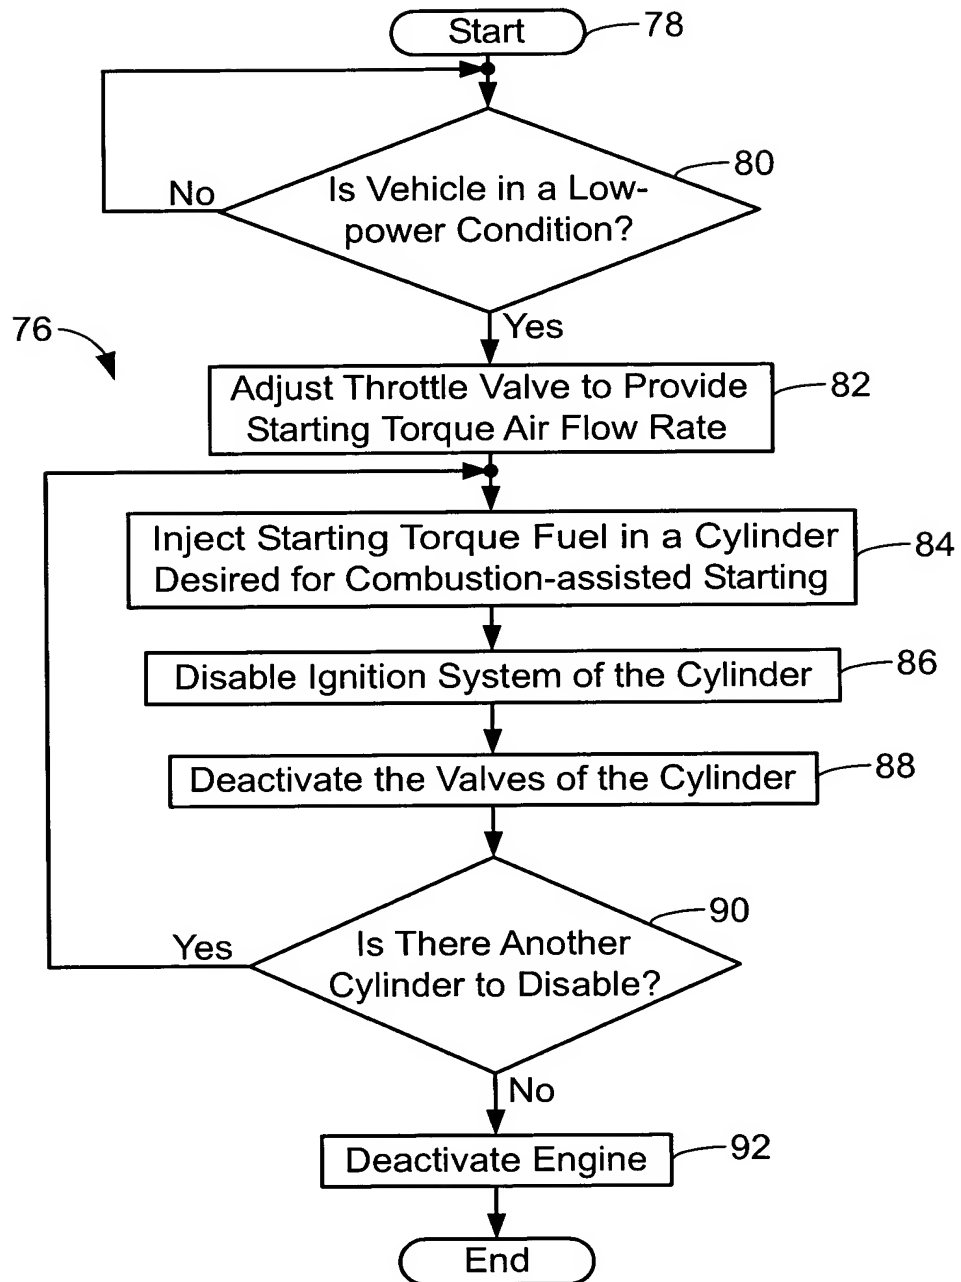 Start
78
80
No
Is Vehicle in a Low-
power Condition?
Yes
76
Adjust Throttle Valve to Provide
Starting Torque Air Flow Rate
82
Inject Starting Torque Fuel in a Cylinder
Desired for Combustion-assisted Starting
84
Disable Ignition System of the Cylinder
86
Deactivate the Valves of the Cylinder
88
90
Yes
Is There Another
Cylinder to Disable?
No
Deactivate Engine
92
End